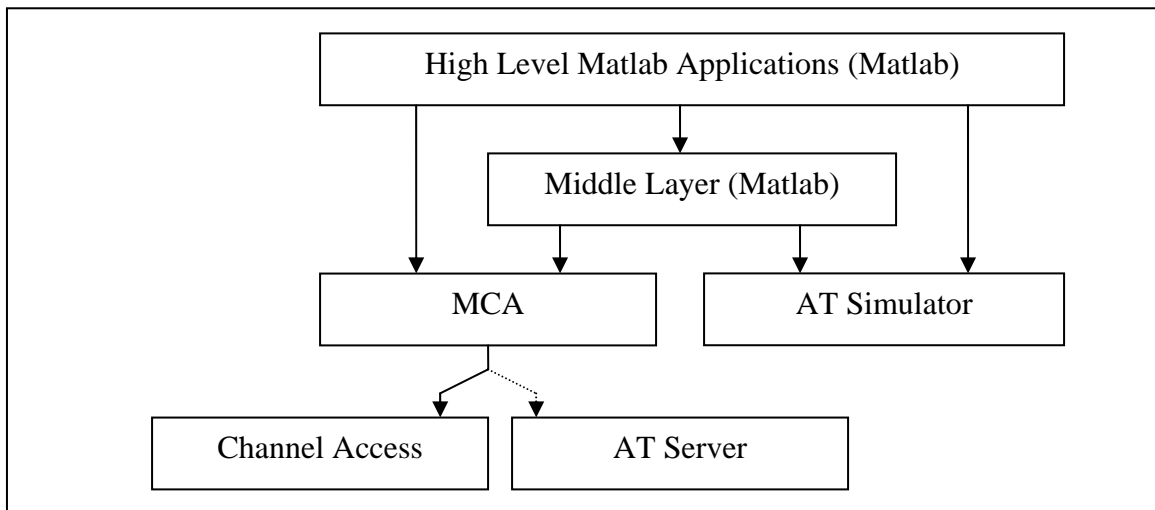 High Level Matlab Applications (Matlab)
Middle Layer (Matlab)
MCA
AT Simulator
Channel Access
AT Server